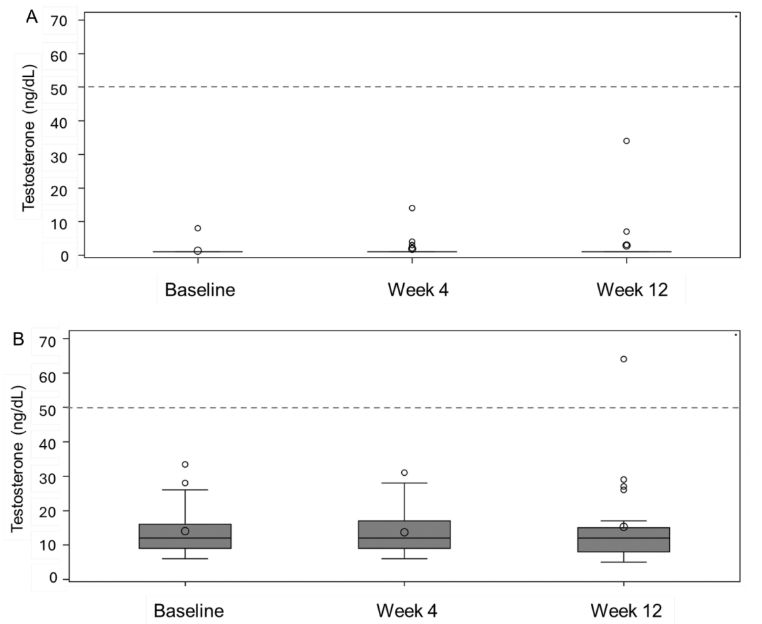 A
Testosterone (ng/dL)
70
60
50
40
30
20
10
0
Baseline
Week 4
Week 12
B
Testosterone (ng/dL)
70
60
50
40
30
20
10
0
Baseline
Week 4
Week 12